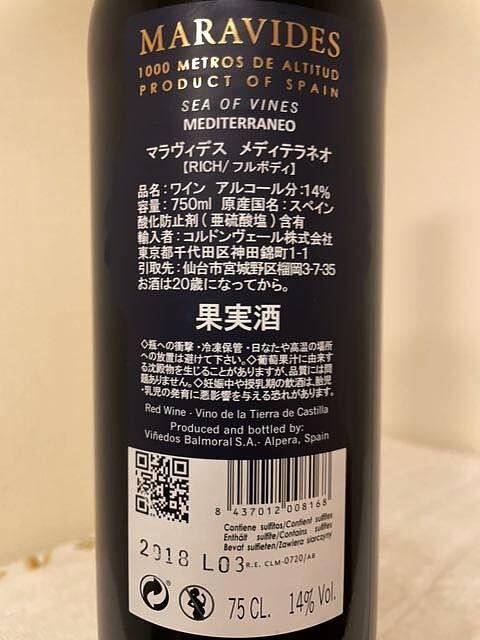 MARAVIDES
1000 METROS DE ALTITUD
PRODUCT OF SPAIN
SEA OF VINES
MEDITERRANEO
マラヴィデス メディテラネオ
【RICH/フルボディ】
品名:ワイン アルコール分:14%
容量:750ml 原産国名:スペイン
酸化防止剤(亜硫酸塩)含有
輸入者:コルドンヴェール株式会社
東京都千代田区神田錦町1-1
引取先:仙台市宮城野区榴岡3-7-35
お酒は20歳になってから。
果実酒
◇瓶への衝撃・冷凍保管・日なたや高温の場所
への放置は避けて下さい。◇葡萄果汁に由来す
る沈殿物を生じることがありますが、品質には問
題ありません。◇妊娠中や授乳期の飲酒は、胎児
・乳児の発育に悪影響を与える恐れがあります。
Red Wine · Vino de la Tierra de Castilla
Produced and bottled by:
Viñedos Balmoral S.A.· Alpera, Spain
8 437012 008168
Contiene sulfitos/Contient sulfites
Enthält sulfite/Contains sulfites
Bevat sulfieten/Zawiera siarczyny
2018 L03 R.E. CLM-0720/AB
75 CL. 14% Vol.